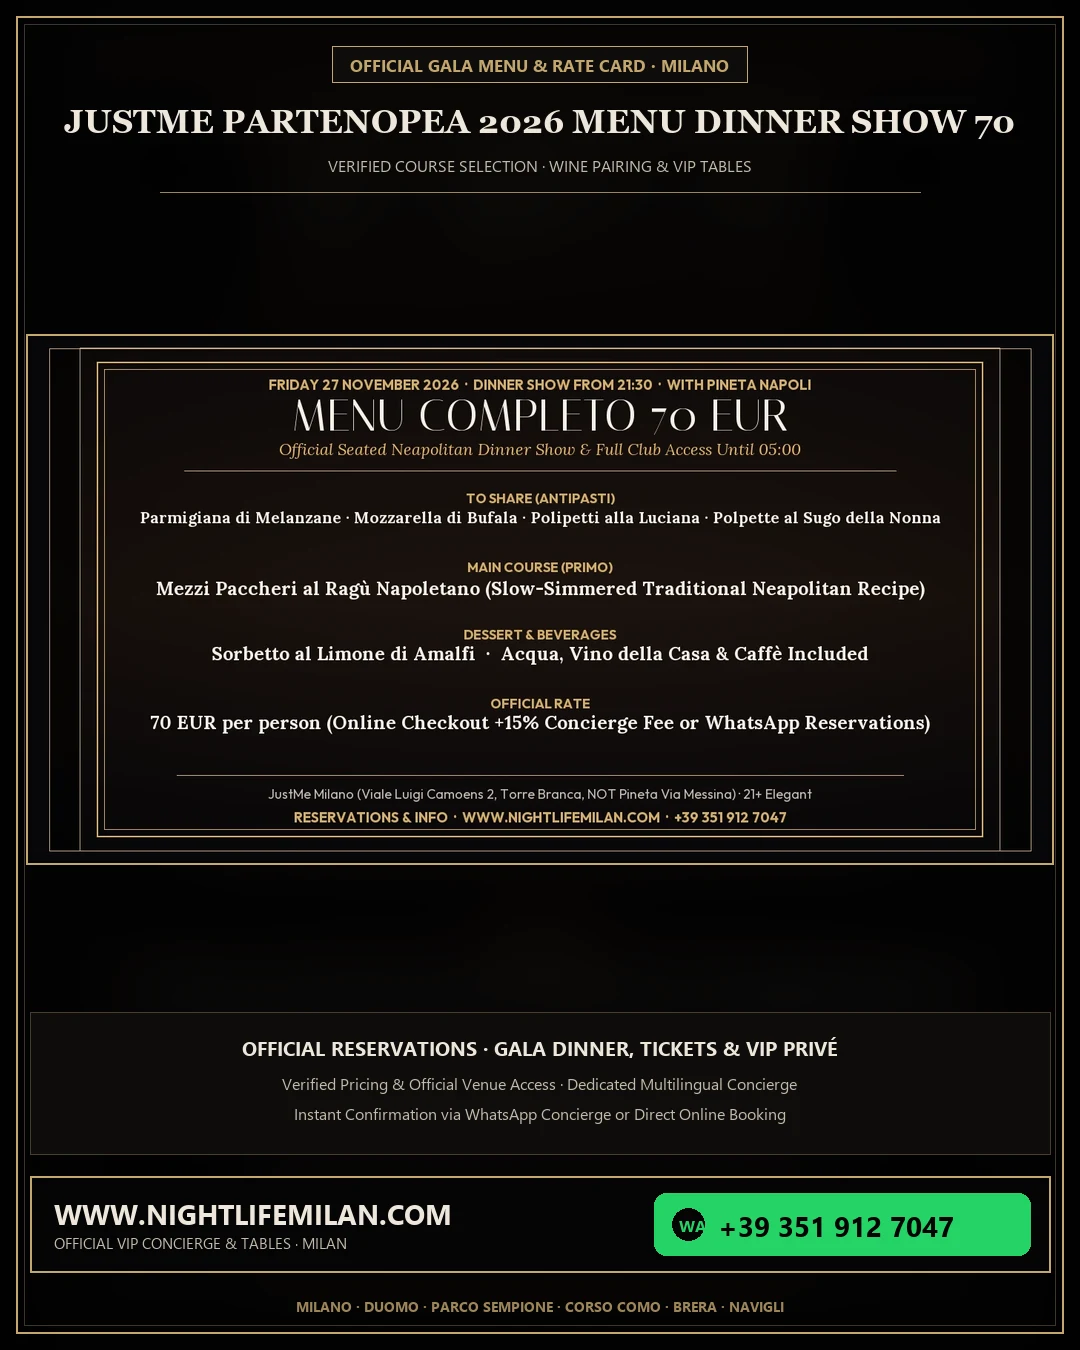 OFFICIAL GALA MENU & RATE CARD · MILANO
JUSTME PARTENOPEA 2026 MENU DINNER SHOW 70
VERIFIED COURSE SELECTION · WINE PAIRING & VIP TABLES
FRIDAY 27 NOVEMBER 2026 · DINNER SHOW FROM 21:30 · WITH PINETA NAPOLI
MENU COMPLETO 70 EUR
Official Seated Neapolitan Dinner Show & Full Club Access Until 05:00
TO SHARE (ANTIPASTI)
Parmigiana di Melanzane · Mozzarella di Bufala · Polipetti alla Luciana · Polpette al Sugo della Nonna
MAIN COURSE (PRIMO)
Mezzi Paccheri al Ragù Napoletano (Slow-Simmered Traditional Neapolitan Recipe)
DESSERT & BEVERAGES
Sorbetto al Limone di Amalfi · Acqua, Vino della Casa & Caffè Included
OFFICIAL RATE
70 EUR per person (Online Checkout +15% Concierge Fee or WhatsApp Reservations)
JustMe Milano (Viale Luigi Camoens 2, Torre Branca, NOT Pineta Via Messina) · 21+ Elegant
RESERVATIONS & INFO · WWW.NIGHTLIFEMILAN.COM · +39 351 912 7047
OFFICIAL RESERVATIONS · GALA DINNER, TICKETS & VIP PRIVÉ
Verified Pricing & Official Venue Access · Dedicated Multilingual Concierge
Instant Confirmation via WhatsApp Concierge or Direct Online Booking
WWW.NIGHTLIFEMILAN.COM
OFFICIAL VIP CONCIERGE & TABLES · MILAN
WA +39 351 912 7047
MILANO · DUOMO · PARCO SEMPIONE · CORSO COMO · BRERA · NAVIGLI